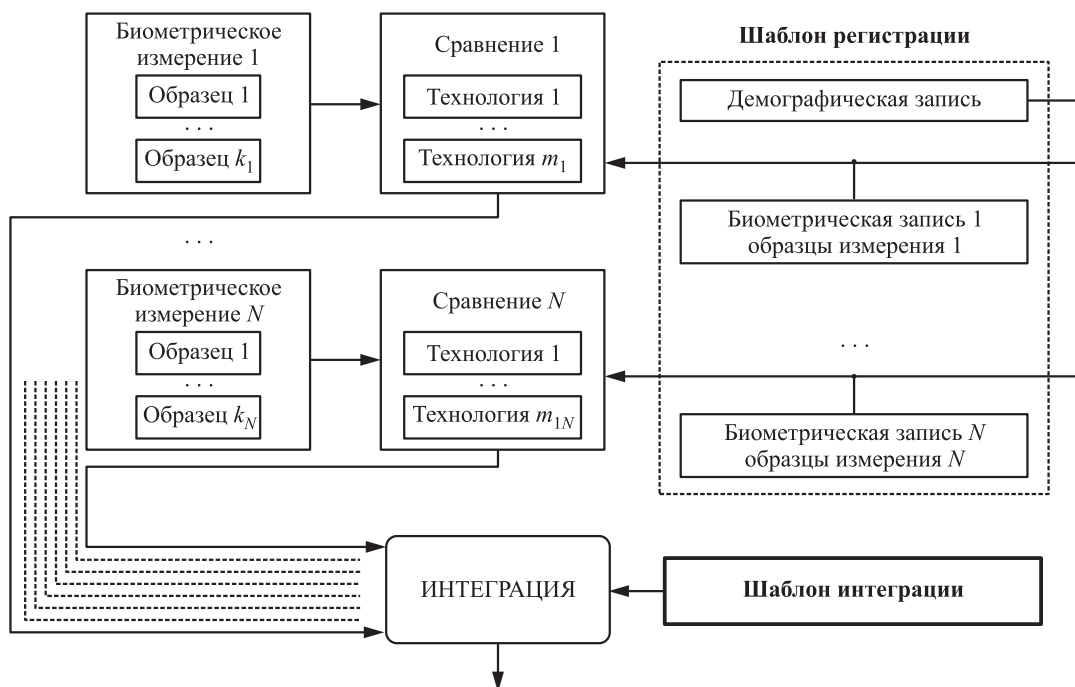 Биометрическое
измерение 1
Образец 1
. . .
Образец k₁
Сравнение 1
Технология 1
. . .
Технология m₁
Шаблон регистрации
Демографическая запись
Биометрическая запись 1
образцы измерения 1
. . .
Биометрическое
измерение N
Образец 1
. . .
Образец k_N
Сравнение N
Технология 1
. . .
Технология m_1N
. . .
Биометрическая запись N
образцы измерения N
ИНТЕГРАЦИЯ
Шаблон интеграции